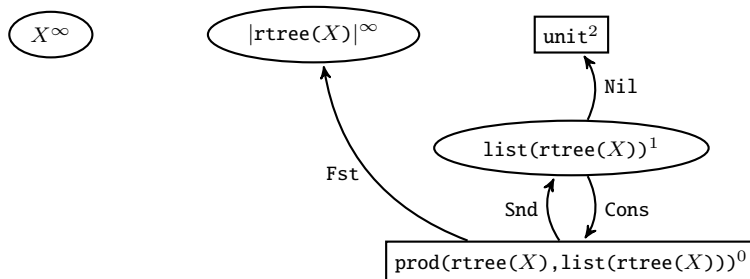 X^∞
|rtree(X)|^∞
unit^2
Nil
list(rtree(X))^1
Fst
Snd
Cons
prod(rtree(X),list(rtree(X)))^0